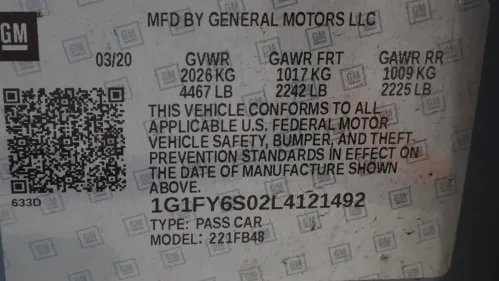 MFD BY GENERAL MOTORS LLC
GM
03/20 GVWR GAWR FRT GAWR RR
2026 KG 1017 KG 1009 KG
4467 LB 2242 LB 2225 LB
THIS VEHICLE CONFORMS TO ALL
APPLICABLE U.S. FEDERAL MOTOR
VEHICLE SAFETY, BUMPER, AND THEFT
PREVENTION STANDARDS IN EFFECT ON
THE DATE OF MANUFACTURE SHOWN
ABOVE.
633D
1G1FY6S02L4121492
TYPE: PASS CAR
MODEL: 221FB48